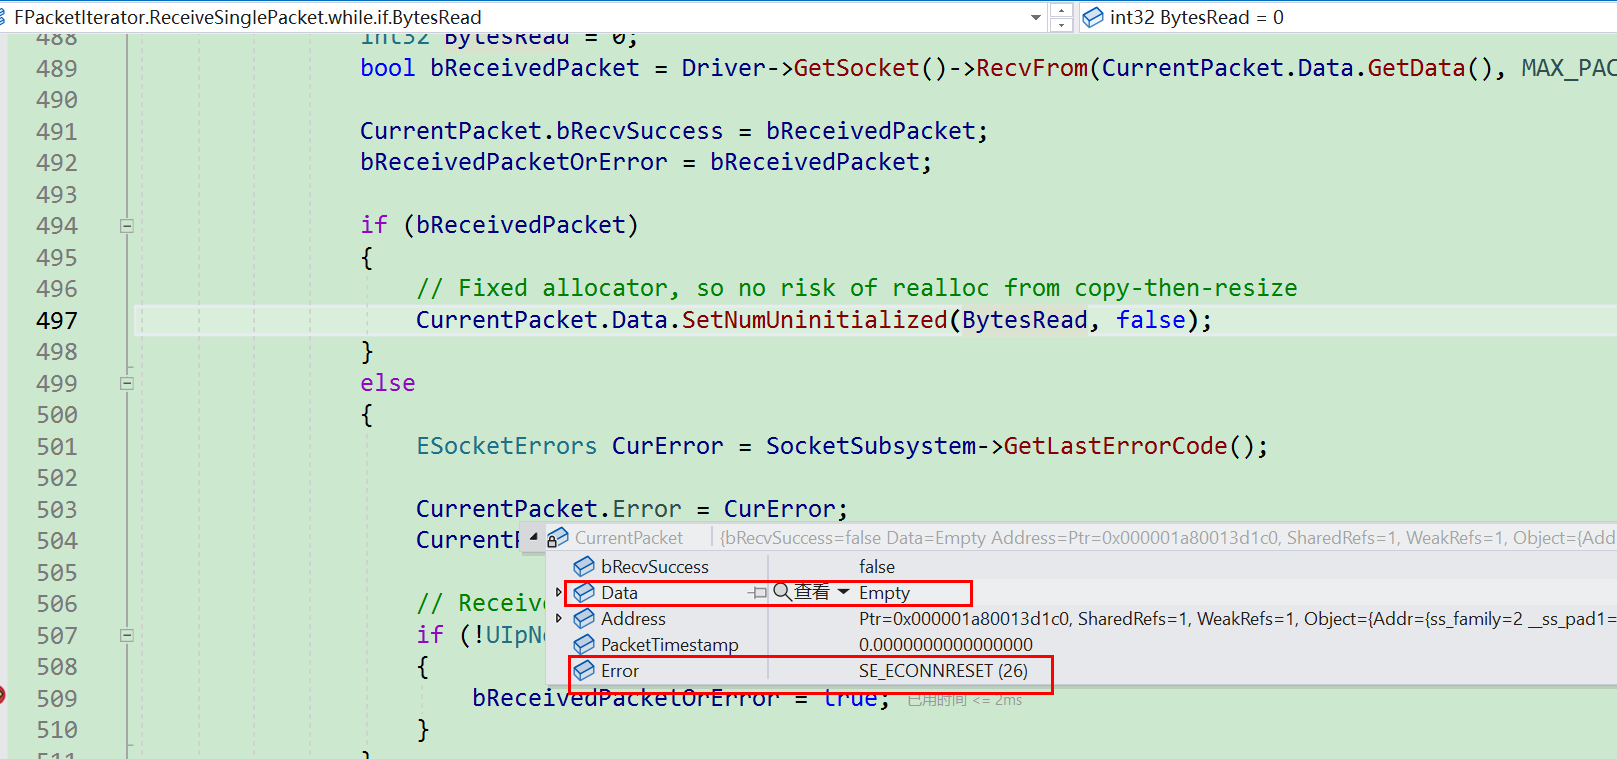 FPacketIterator.ReceiveSinglePacket.while.if.BytesRead
int32 BytesRead = 0
488 int32 BytesRead = 0;
489 bool bReceivedPacket = Driver->GetSocket()->RecvFrom(CurrentPacket.Data.GetData(), MAX_PAC
490
491 CurrentPacket.bRecvSuccess = bReceivedPacket;
492 bReceivedPacketOrError = bReceivedPacket;
493
494 if (bReceivedPacket)
495 {
496 // Fixed allocator, so no risk of realloc from copy-then-resize
497 CurrentPacket.Data.SetNumUninitialized(BytesRead, false);
498 }
499 else
500 {
501 ESocketErrors CurError = SocketSubsystem->GetLastErrorCode();
502
503 CurrentPacket.Error = CurError;
504 Current
CurrentPacket {bRecvSuccess=false Data=Empty Address=Ptr=0x000001a80013d1c0, SharedRefs=1, WeakRefs=1, Object={Add
505
bRecvSuccess false
506 // Receiv
Data 查看 Empty
Address Ptr=0x000001a80013d1c0, SharedRefs=1, WeakRefs=1, Object={Addr={ss_family=2 __ss_pad1=
507 if (!UIpN
PacketTimestamp 0.0000000000000000
508 {
Error SE_ECONNRESET (26)
509 bReceivedPacketOrError = true; 已用时间 <= 2ms
510 }
511